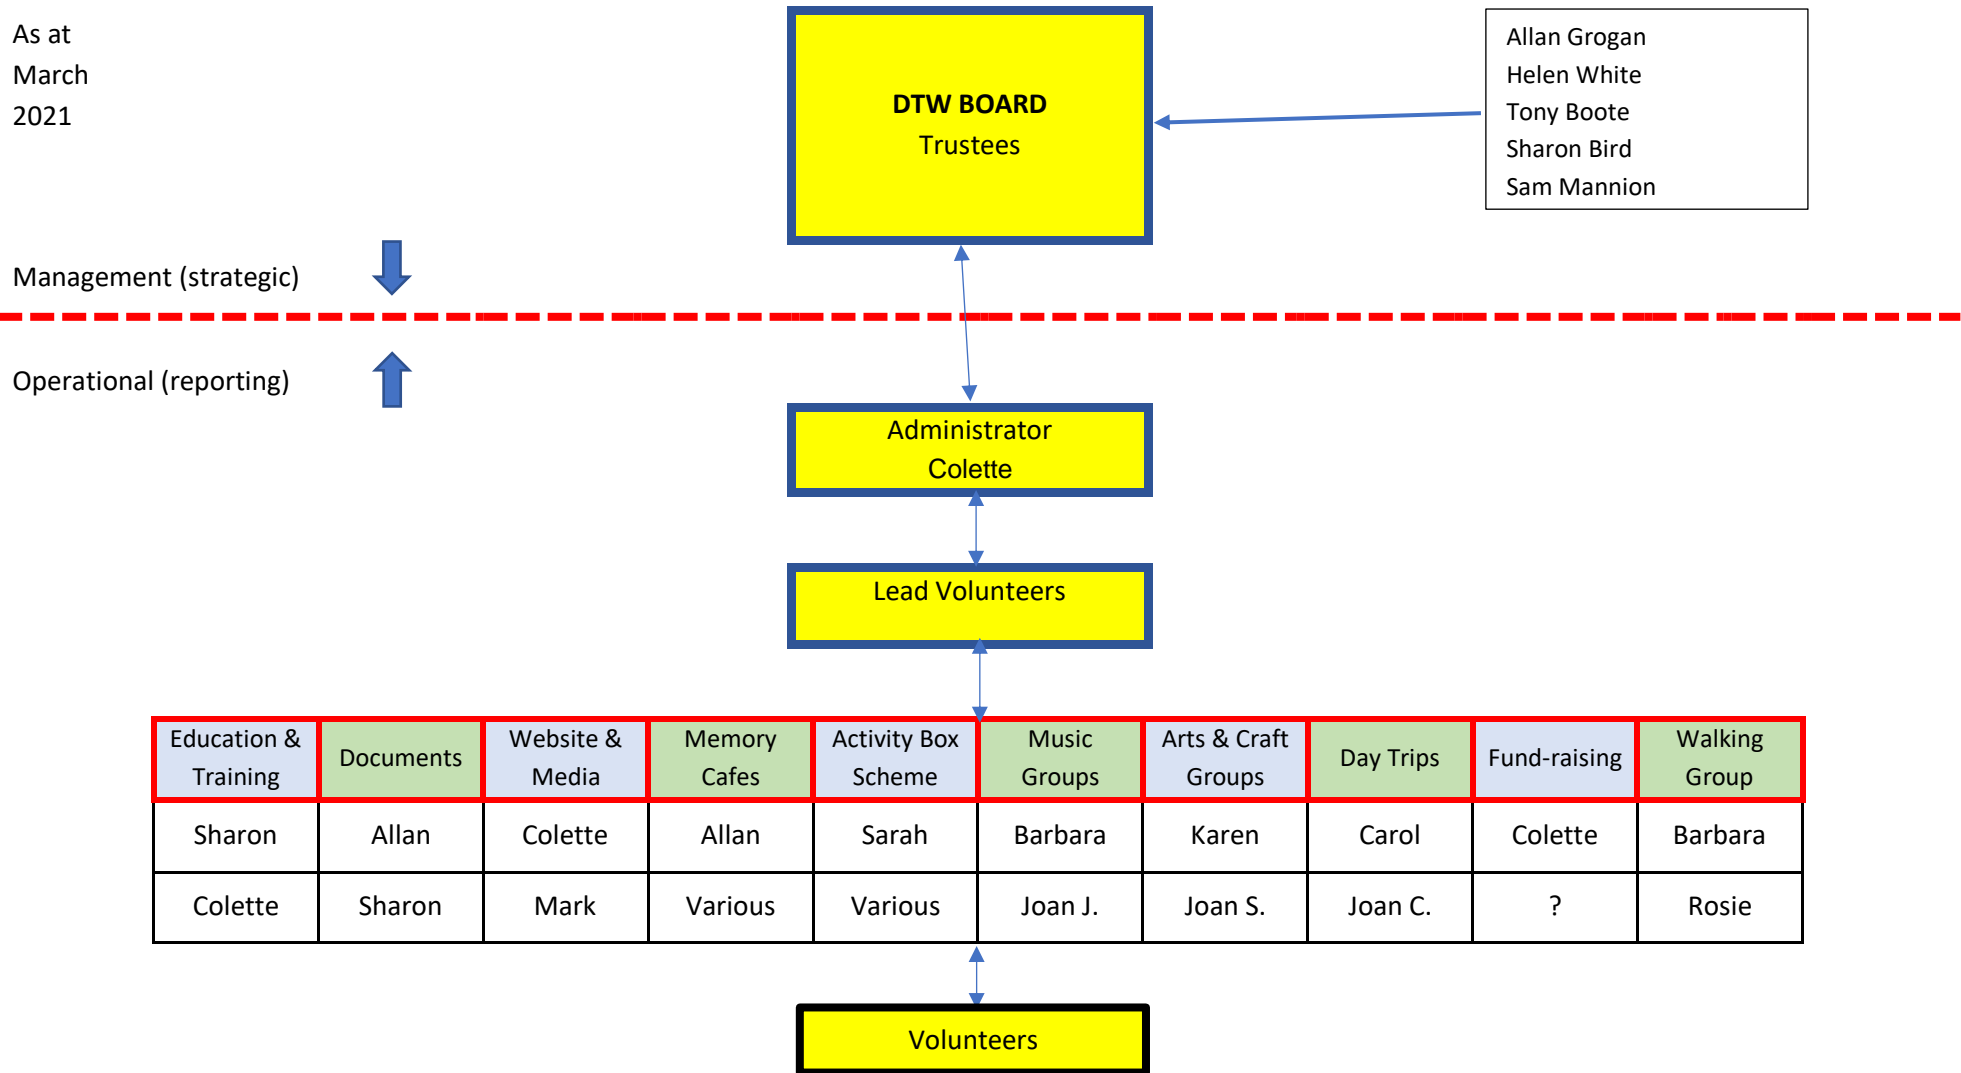 As at
March
2021
DTW BOARD
Trustees
Allan Grogan
Helen White
Tony Boote
Sharon Bird
Sam Mannion
Management (strategic)
Operational (reporting)
Administrator
Colette
Lead Volunteers
Education &
Training
Documents
Website &
Media
Memory
Cafes
Activity Box
Scheme
Music
Groups
Arts & Craft
Groups
Day Trips
Fund-raising
Walking
Group
Sharon
Allan
Colette
Allan
Sarah
Barbara
Karen
Carol
Colette
Barbara
Colette
Sharon
Mark
Various
Various
Joan J.
Joan S.
Joan C.
?
Rosie
Volunteers